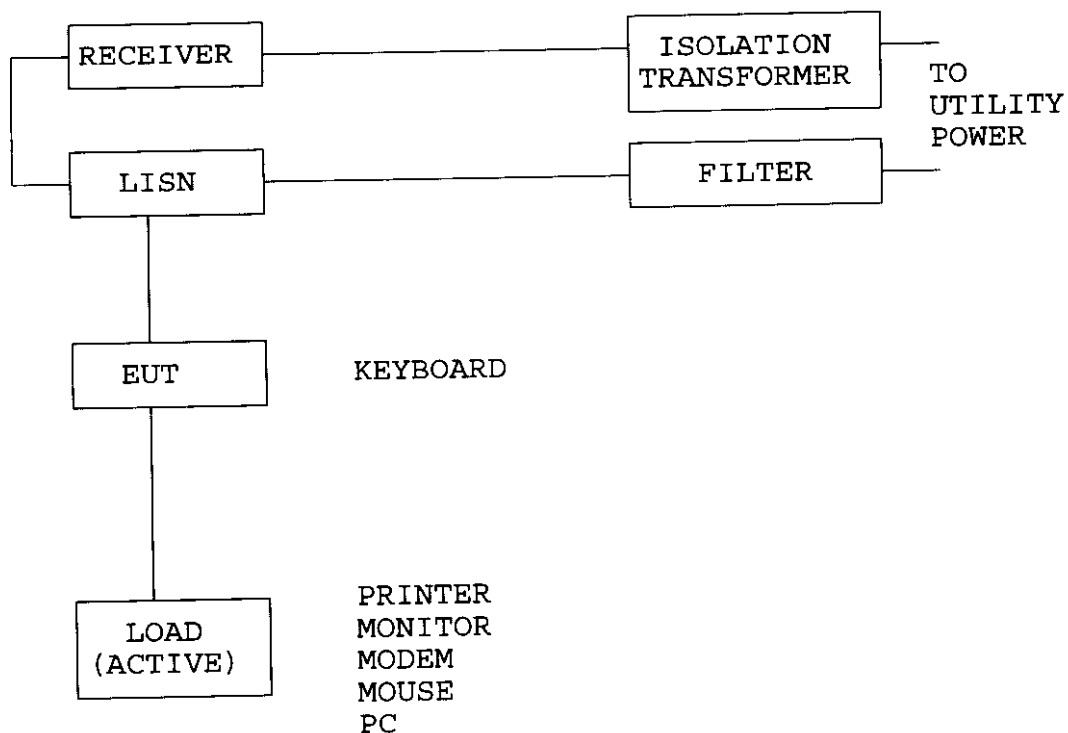 RECEIVER
ISOLATION
TRANSFORMER
TO
UTILITY
POWER
LISN
FILTER
EUT
KEYBOARD
LOAD
(ACTIVE)
PRINTER
MONITOR
MODEM
MOUSE
PC